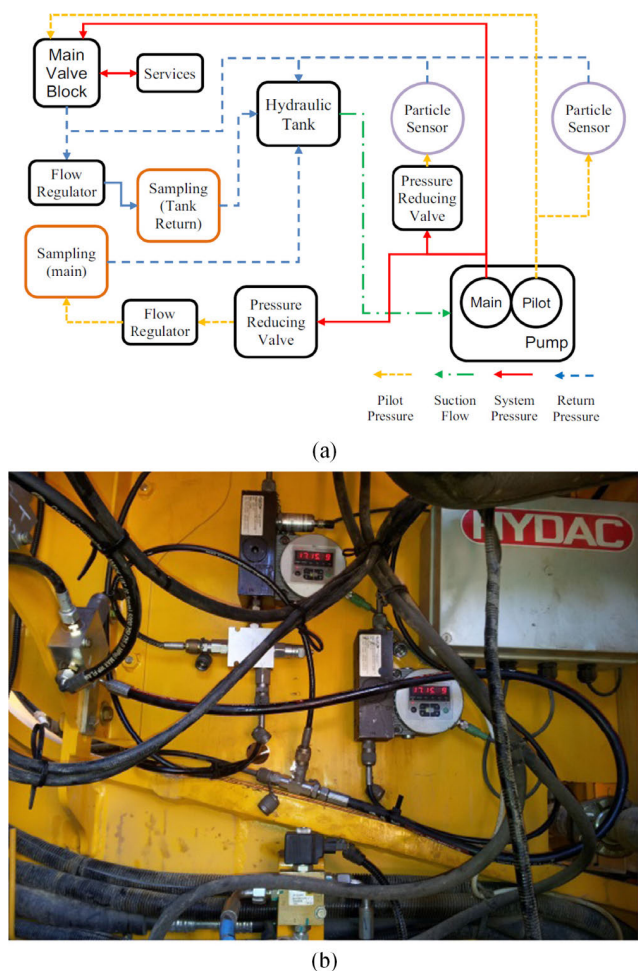 Main
Valve
Block
Services
Hydraulic
Tank
Particle
Sensor
Particle
Sensor
Flow
Regulator
Sampling
(Tank
Return)
Pressure
Reducing
Valve
Sampling
(main)
Flow
Regulator
Pressure
Reducing
Valve
Main
Pilot
Pump
Pilot
Pressure
Suction
Flow
System
Pressure
Return
Pressure
(a)
HYDAC
(b)